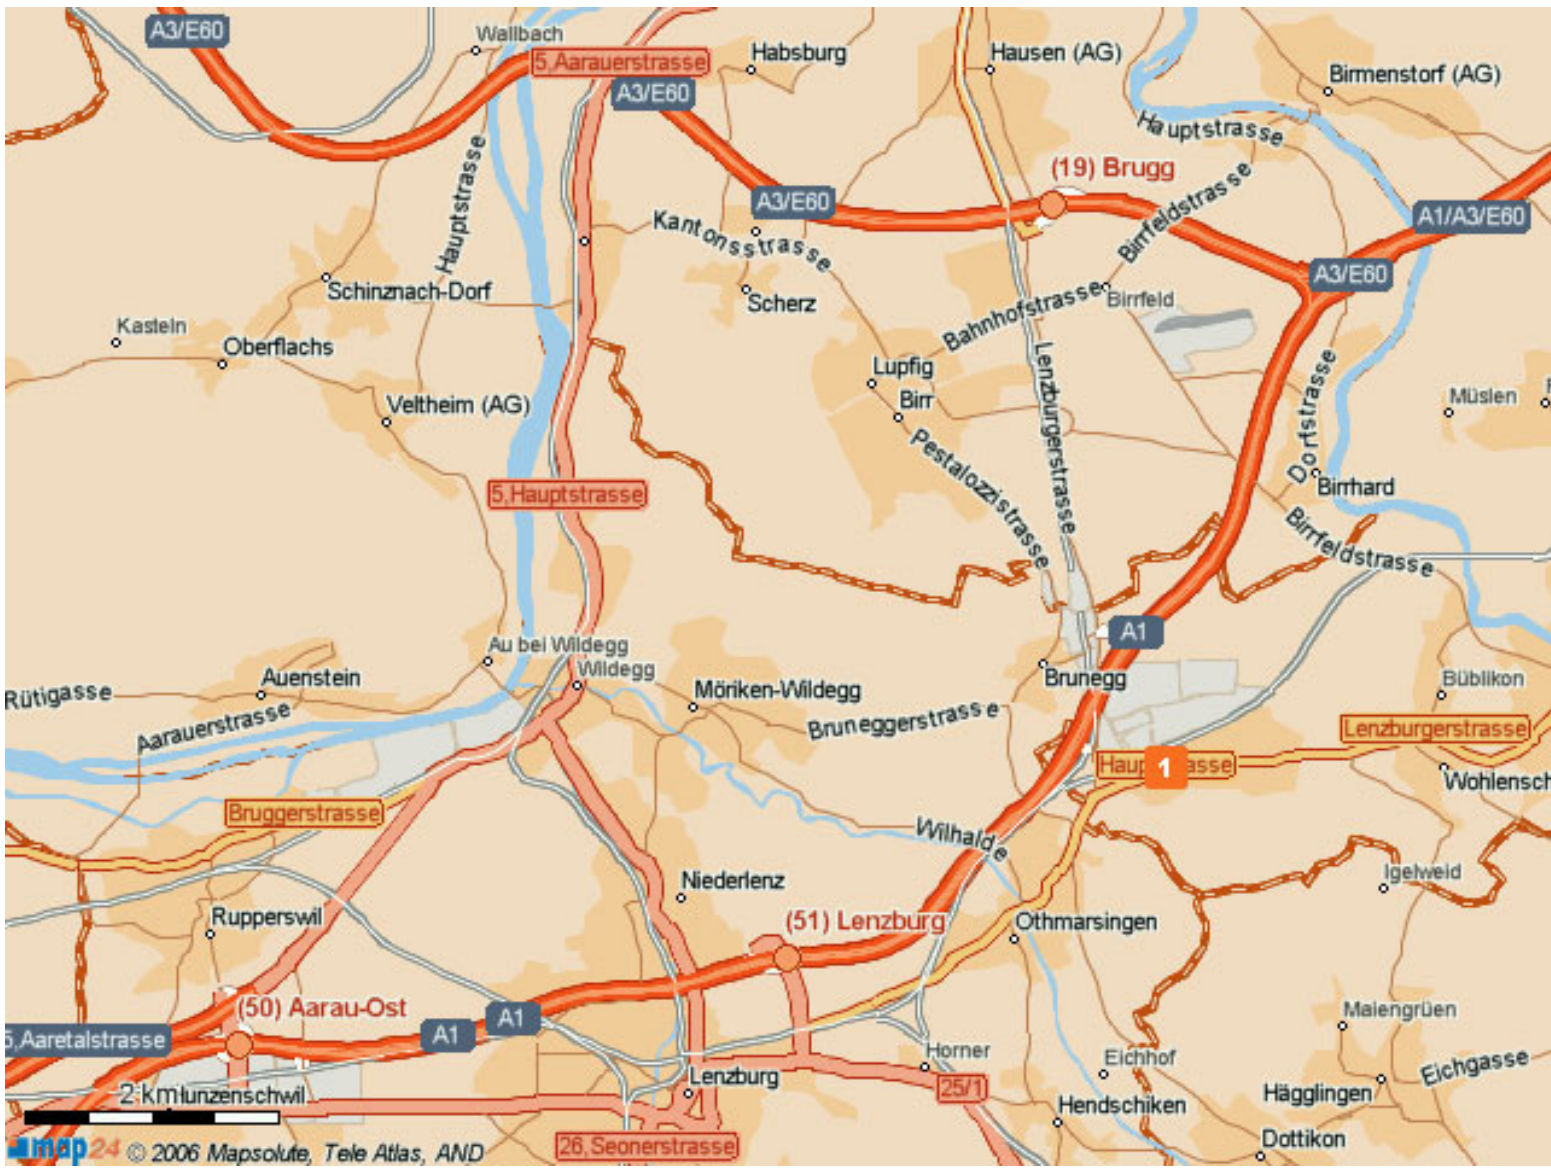 A3/E60
Wallbach
5,Aarauerstrasse
Habsburg
Hausen (AG)
Birmenstorf (AG)
A3/E60
Hauptstrasse
Hauptstrasse
(19) Brugg
A3/E60
Kantonsstrasse
Birrfeldstrasse
A1/A3/E60
A3/E60
Schinznach-Dorf
Scherz
Birrfeld
Bahnhofstrasse
Kasteln
Oberflachs
Lupfig
Lenzburgerstrasse
Dorfstrasse
Veltheim (AG)
Birr
Müslen
Pestalozzistrasse
5,Hauptstrasse
Birrhard
Birrfeldstrasse
A1
Au bei Wildegg
Wildegg
Auenstein
Rütigasse
Möriken-Wildegg
Brunegg
Büblikon
Aarauerstrasse
Bruneggerstrasse
Lenzburgerstrasse
1
Wohlensch
Bruggerstrasse
Wilhalde
Niederlenz
Igelweid
Rupperswil
(51) Lenzburg
Othmarsingen
(50) Aarau-Ost
A1
A1
5,Aaretalstrasse
Maiengrüen
Horner
Eichhof
Eichgasse
Lenzburg
25/1
Hägglingen
2 km
unzenschwil
Hendschiken
Dottikon
26,Seonerstrasse
map24 © 2006 Mapsolute, Tele Atlas, AND